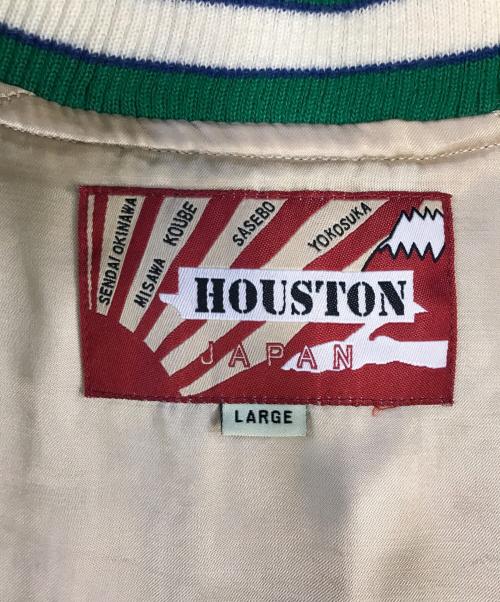 SENDAI OKINAWA
MISAWA KOUBE
SASEBO
YOKOSUKA
HOUSTON
JAPAN
LARGE